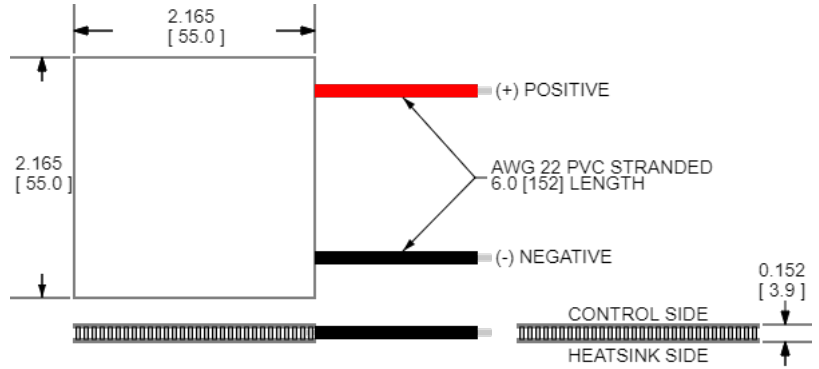 2.165
[ 55.0 ]
(+) POSITIVE
2.165
[ 55.0 ]
AWG 22 PVC STRANDED
6.0 [152] LENGTH
(-) NEGATIVE
0.152
[ 3.9 ]
CONTROL SIDE
HEATSINK SIDE